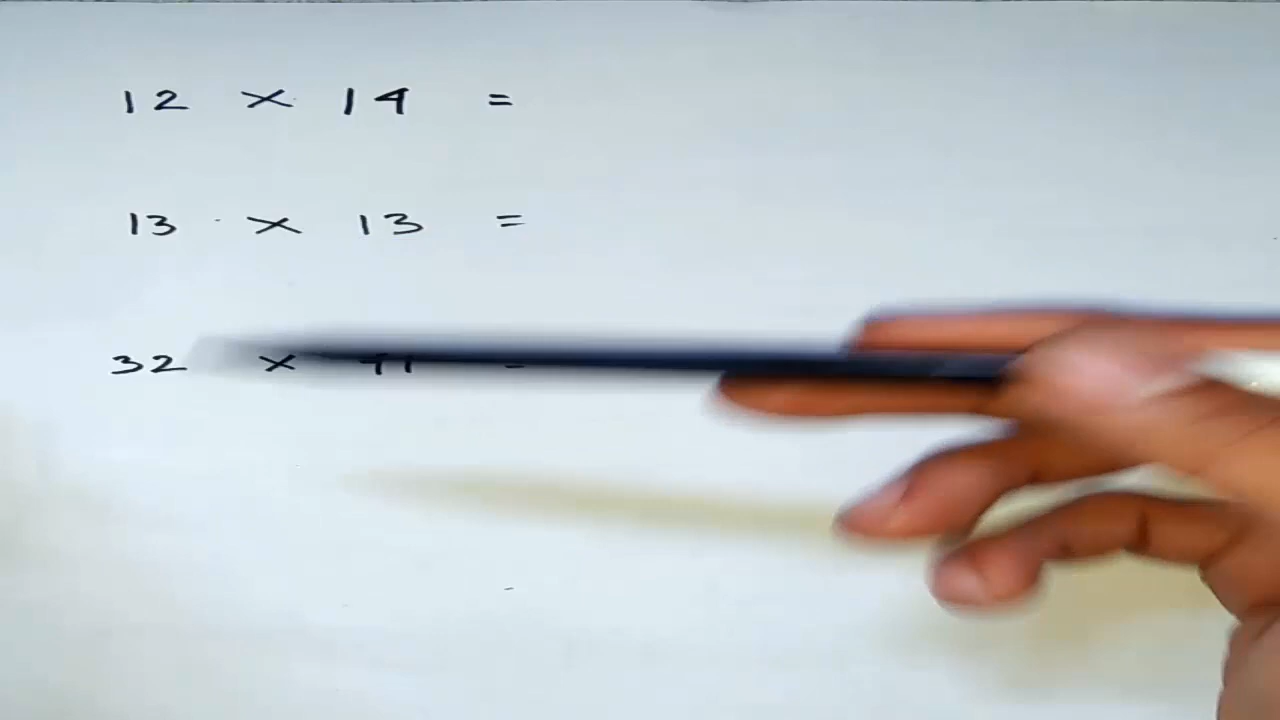 12 × 14 =
13 × 13 =
32 ×